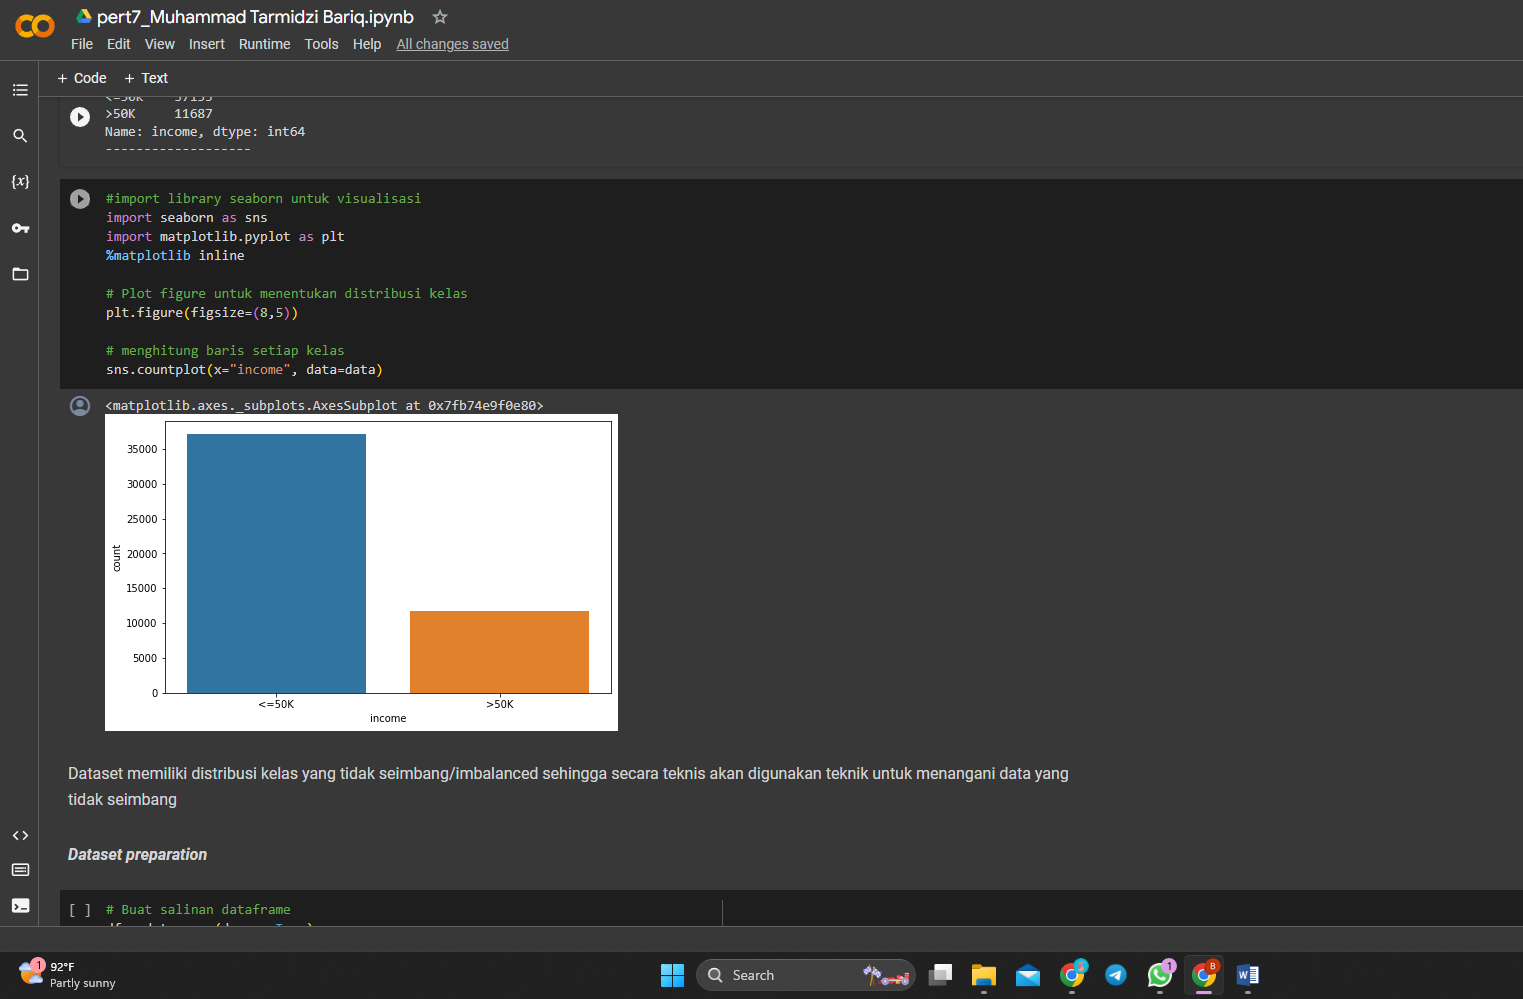 pert7_Muhammad Tarmidzi Bariq.ipynb
File Edit View Insert Runtime Tools Help All changes saved
+ Code + Text
<=50K 37155
>50K 11687
Name: income, dtype: int64
-------------------
{x}
#import library seaborn untuk visualisasi
import seaborn as sns
import matplotlib.pyplot as plt
%matplotlib inline
# Plot figure untuk menentukan distribusi kelas
plt.figure(figsize=(8,5))
# menghitung baris setiap kelas
sns.countplot(x="income", data=data)
<matplotlib.axes._subplots.AxesSubplot at 0x7fb74e9f0e80>
35000
30000
25000
20000
15000
10000
5000
0
count
<=50K >50K
income
Dataset memiliki distribusi kelas yang tidak seimbang/imbalanced sehingga secara teknis akan digunakan teknik untuk menangani data yang
tidak seimbang
Dataset preparation
[ ] # Buat salinan dataframe
1
92°F
Partly sunny
Search
1
B
W